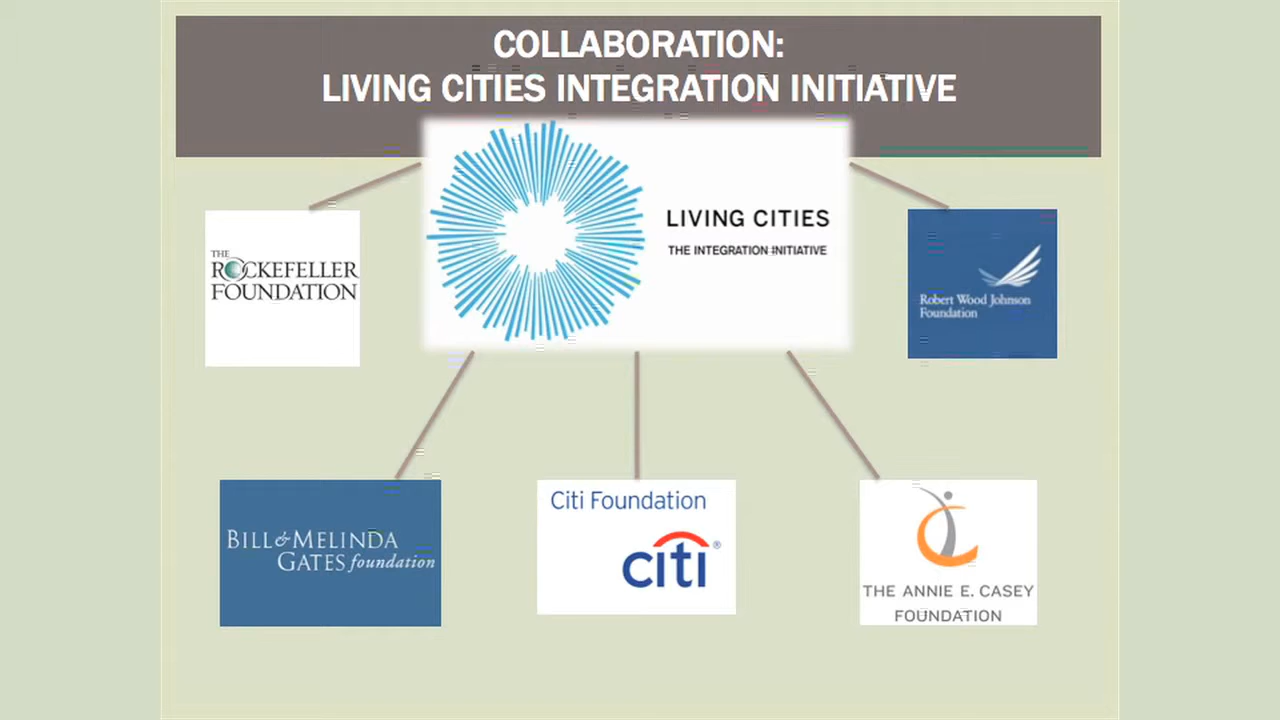 COLLABORATION:
LIVING CITIES INTEGRATION INITIATIVE
LIVING CITIES
THE INTEGRATION INITIATIVE
THE
ROCKEFELLER
FOUNDATION
Robert Wood Johnson
Foundation
BILL & MELINDA
GATES foundation
Citi Foundation
citi®
THE ANNIE E. CASEY
FOUNDATION